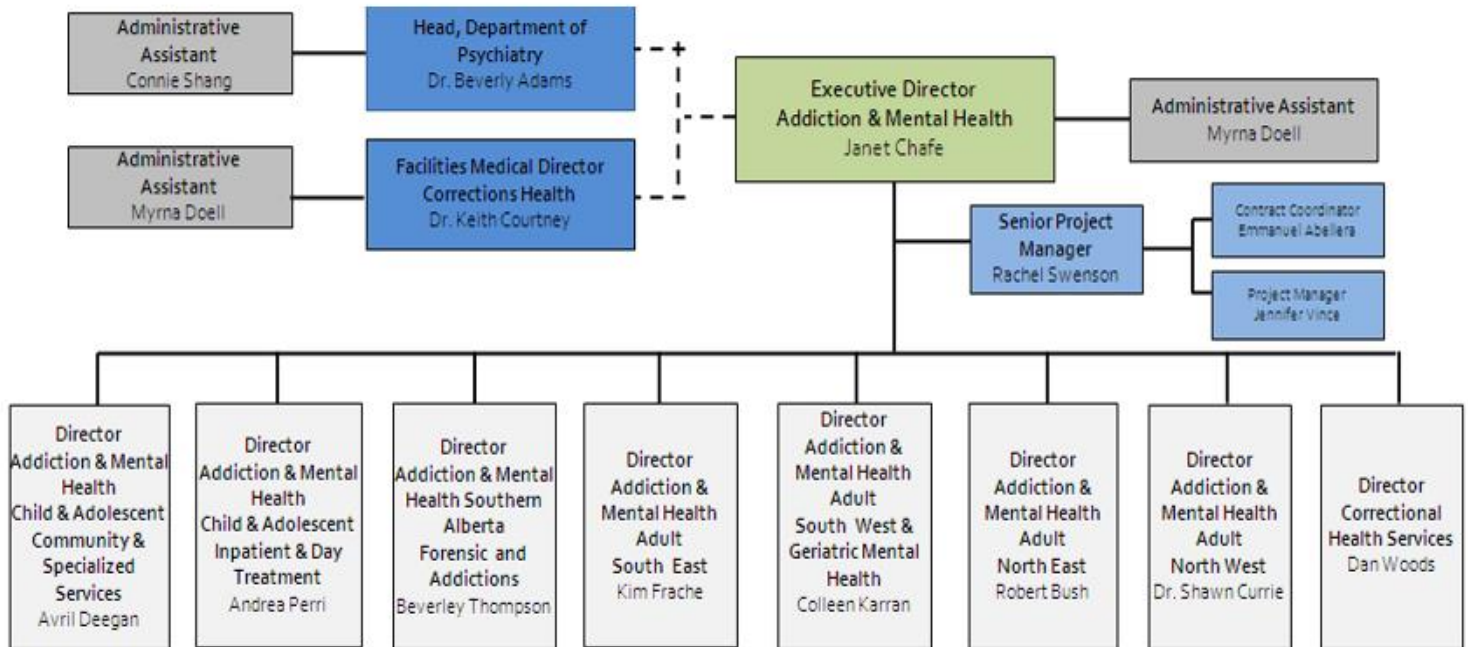 Administrative
Assistant
Connie Shang
Head, Department of
Psychiatry
Dr. Beverly Adams
Executive Director
Addiction & Mental Health
Janet Chafe
Administrative Assistant
Myrna Doell
Administrative
Assistant
Myrna Doell
Facilities Medical Director
Corrections Health
Dr. Keith Courtney
Senior Project
Manager
Rachel Swenson
Contract Coordinator
Emmanuel Abellera
Project Manager
Jennifer Vince
Director
Addiction & Mental
Health
Child & Adolescent
Community &
Specialized
Services
Avril Deegan
Director
Addiction & Mental
Health
Child & Adolescent
Inpatient & Day
Treatment
Andrea Perri
Director
Addiction & Mental
Health Southern
Alberta
Forensic and
Addictions
Beverley Thompson
Director
Addiction &
Mental Health
Adult
South East
Kim Frache
Director
Addiction &
Mental Health
Adult
South West &
Geriatric Mental
Health
Colleen Karran
Director
Addiction &
Mental Health
Adult
North East
Robert Bush
Director
Addiction &
Mental Health
Adult
North West
Dr. Shawn Currie
Director
Correctional
Health Services
Dan Woods